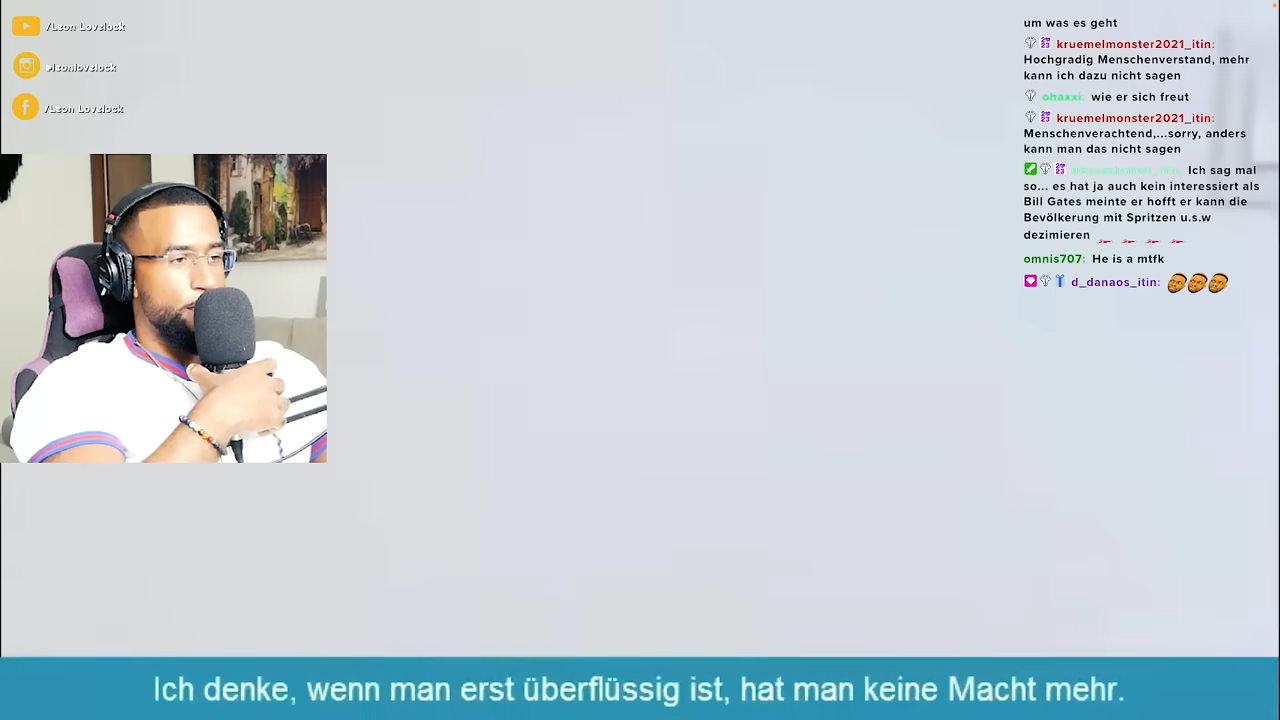 /Leon Lovelock
@leonlovelock
/Leon Lovelock
um was es geht
kruemelmonster2021_itin:
Hochgradig Menschenverstand, mehr
kann ich dazu nicht sagen
ohaxxi: wie er sich freut
kruemelmonster2021_itin:
Menschenverachtend,...sorry, anders
kann man das nicht sagen
Ich sag mal
so... es hat ja auch kein interessiert als
Bill Gates meinte er hofft er kann die
Bevölkerung mit Spritzen u.s.w
dezimieren
omnis707: He is a mtfk
d_danaos_itin:
Ich denke, wenn man erst überflüssig ist, hat man keine Macht mehr.